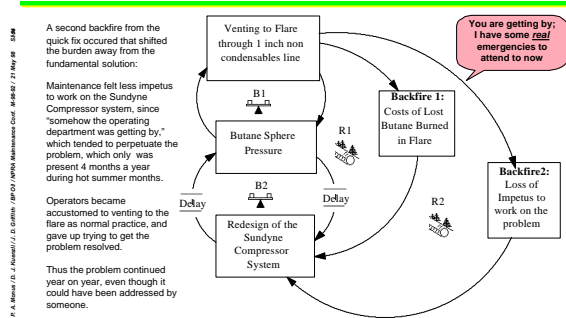 A second backfire from the
quick fix occured that shifted
the burden away from the
fundamental solution:
Maintenance felt less impetus
to work on the Sundyne
Compressor system, since
“somehow the operating
department was getting by,”
which tended to perpetuate the
problem, which only was
present 4 months a year
during hot summer months.
Operators became
accustomed to venting to the
flare as normal practice, and
gave up trying to get the
problem resolved.
Thus the problem continued
year on year, even though it
could have been addressed by
someone.
Venting to Flare
through 1 inch non
condensables line
B1
Butane Sphere
Pressure
B2
Delay
Delay
Redesign of the
Sundyne
Compressor
System
R1
Backfire 1:
Costs of Lost
Butane Burned
in Flare
R2
Backfire2:
Loss of
Impetus to
work on the
problem
You are getting by;
I have some real
emergencies to
attend to now